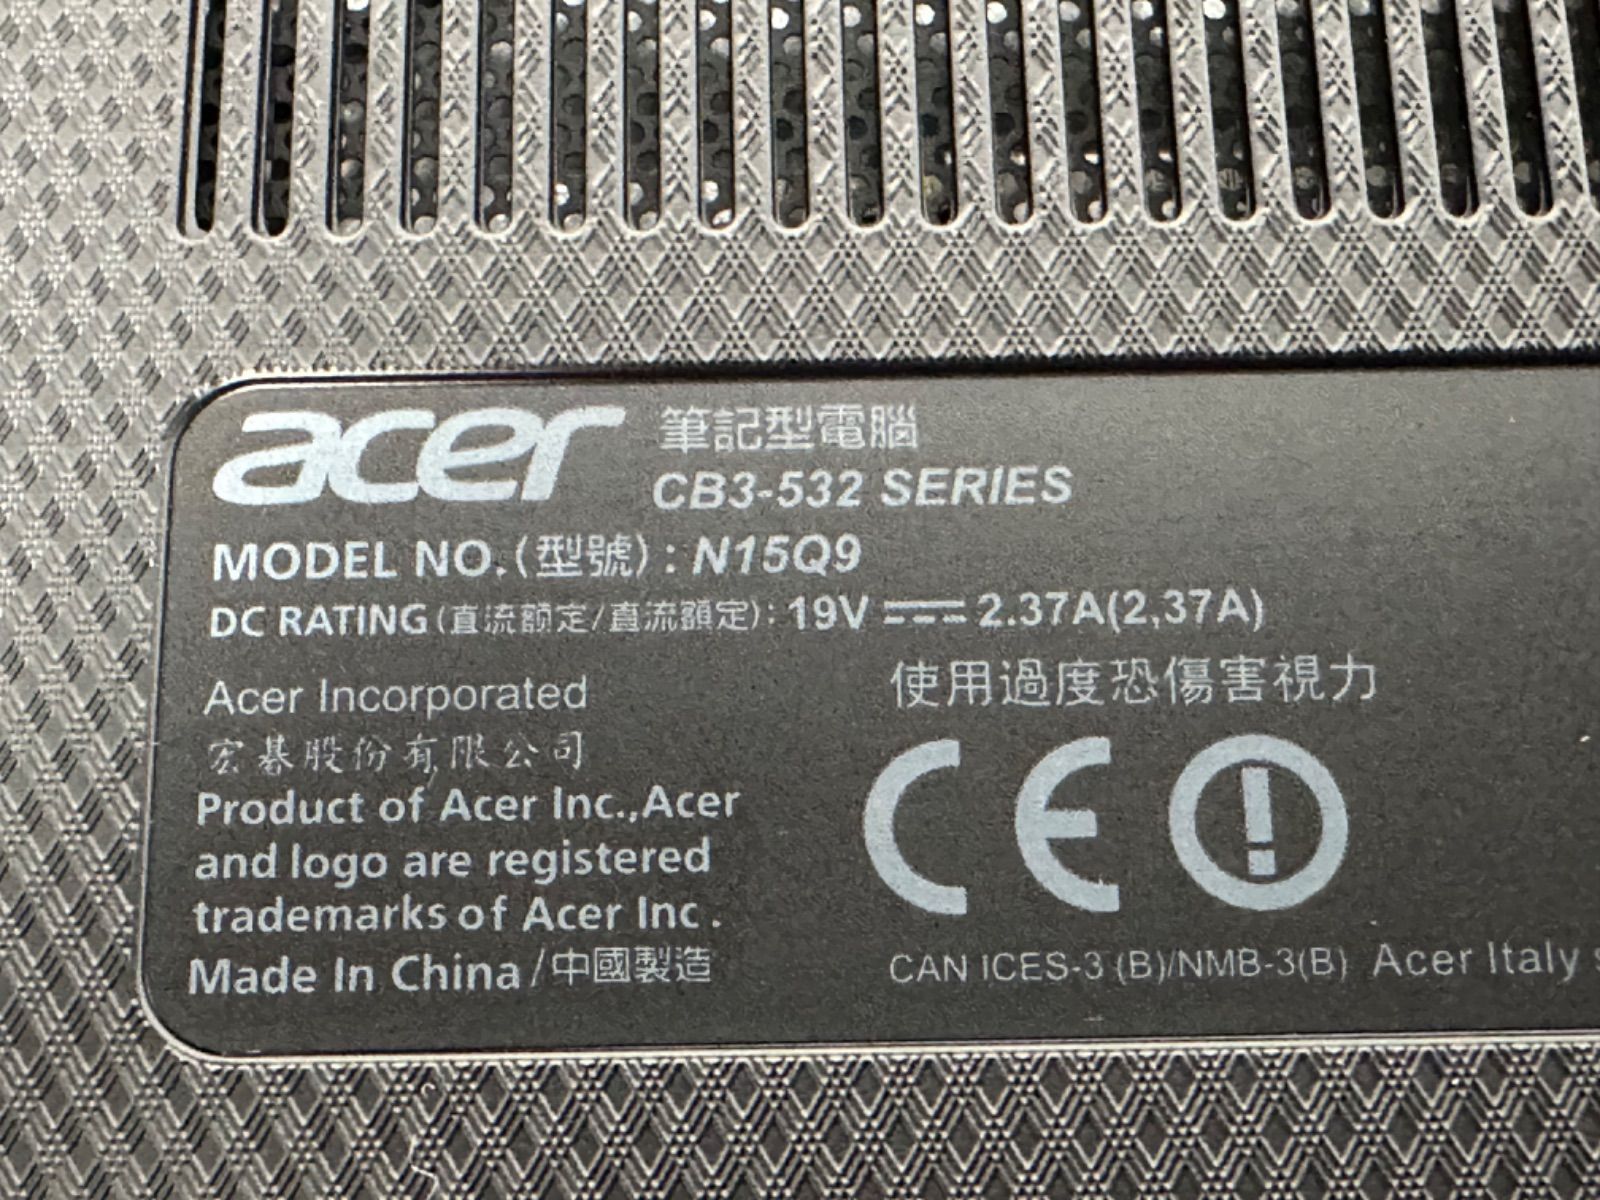 acer 筆記型電腦
CB3-532 SERIES
MODEL NO.(型號) : N15Q9
DC RATING (直流额定/直流額定) : 19V ⎓ 2.37A(2,37A)
Acer Incorporated
宏碁股份有限公司
Product of Acer Inc.,Acer
and logo are registered
trademarks of Acer Inc.
Made In China/中國製造
使用過度恐傷害視力
CE
CAN ICES-3 (B)/NMB-3(B) Acer Italy